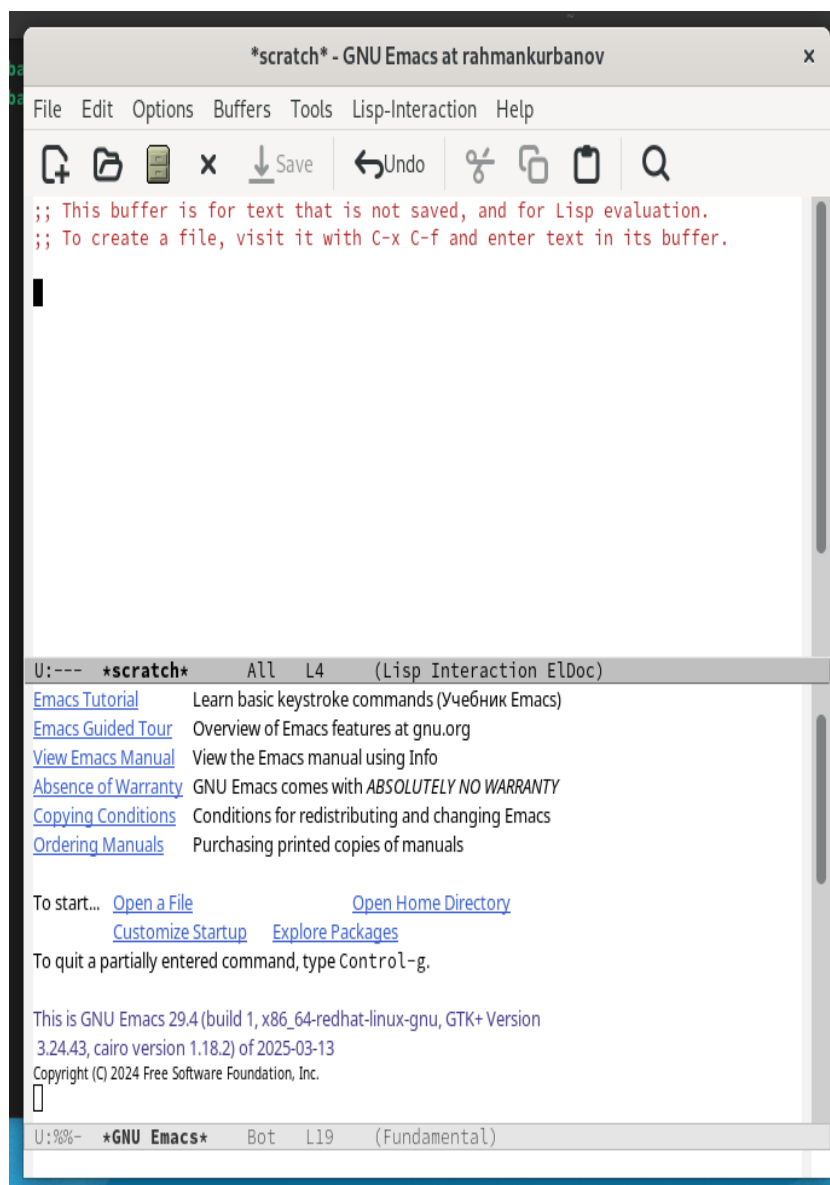 ~
*scratch* - GNU Emacs at rahmankurbanov x
ba
ba
File Edit Options Buffers Tools Lisp-Interaction Help
Save Undo
;; This buffer is for text that is not saved, and for Lisp evaluation.
;; To create a file, visit it with C-x C-f and enter text in its buffer.
U:--- *scratch* All L4 (Lisp Interaction ElDoc)
Emacs Tutorial Learn basic keystroke commands (Учебник Emacs)
Emacs Guided Tour Overview of Emacs features at gnu.org
View Emacs Manual View the Emacs manual using Info
Absence of Warranty GNU Emacs comes with ABSOLUTELY NO WARRANTY
Copying Conditions Conditions for redistributing and changing Emacs
Ordering Manuals Purchasing printed copies of manuals
To start... Open a File Open Home Directory
Customize Startup Explore Packages
To quit a partially entered command, type Control-g.
This is GNU Emacs 29.4 (build 1, x86_64-redhat-linux-gnu, GTK+ Version
3.24.43, cairo version 1.18.2) of 2025-03-13
Copyright (C) 2024 Free Software Foundation, Inc.
U:%%- *GNU Emacs* Bot L19 (Fundamental)